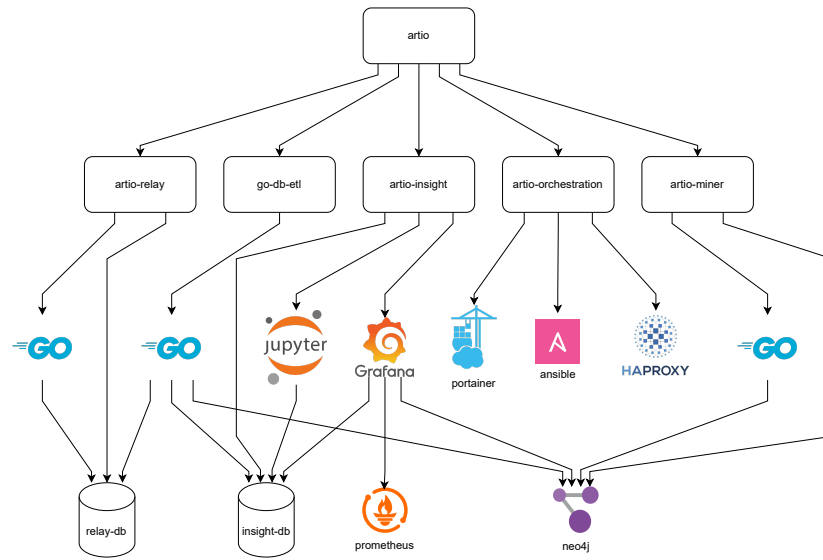 artio
artio-relay
go-db-etl
artio-insight
artio-orchestration
artio-miner
GO
GO
jupyter
Grafana
portainer
ansible
HAPROXY
GO
relay-db
insight-db
prometheus
neo4j